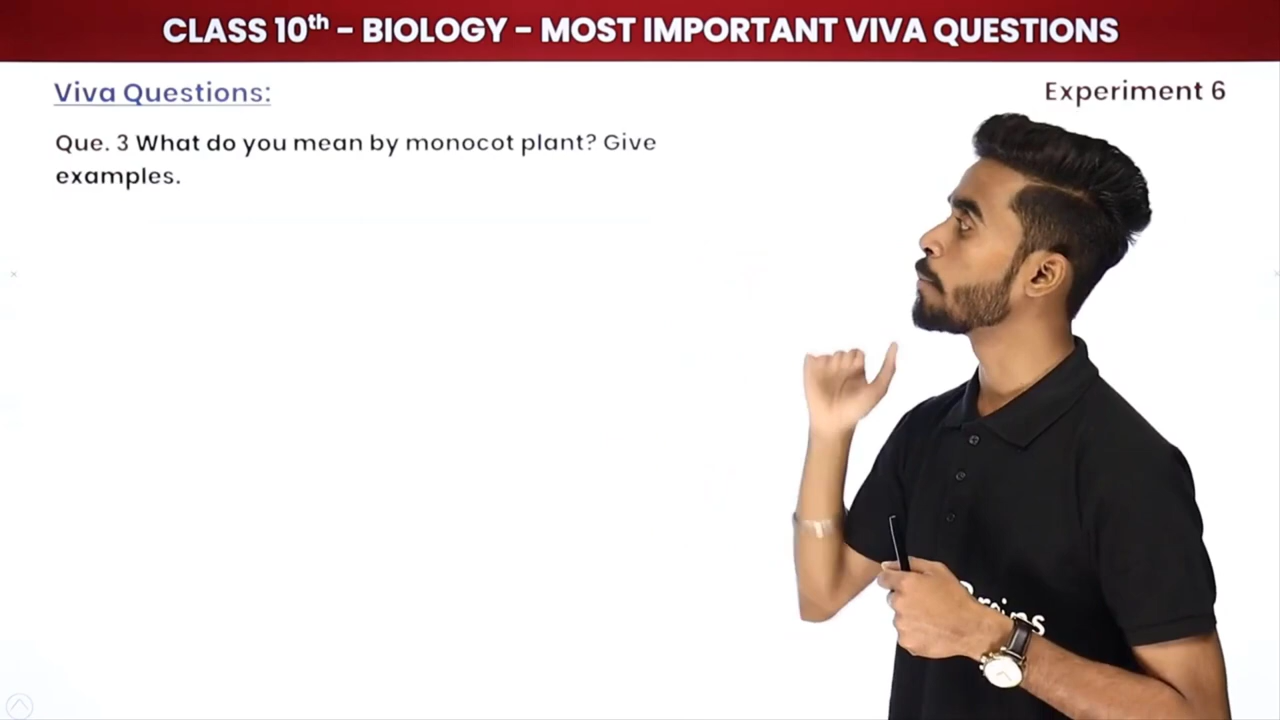 CLASS 10th – BIOLOGY – MOST IMPORTANT VIVA QUESTIONS
Viva Questions:
Experiment 6
Que. 3 What do you mean by monocot plant? Give
examples.